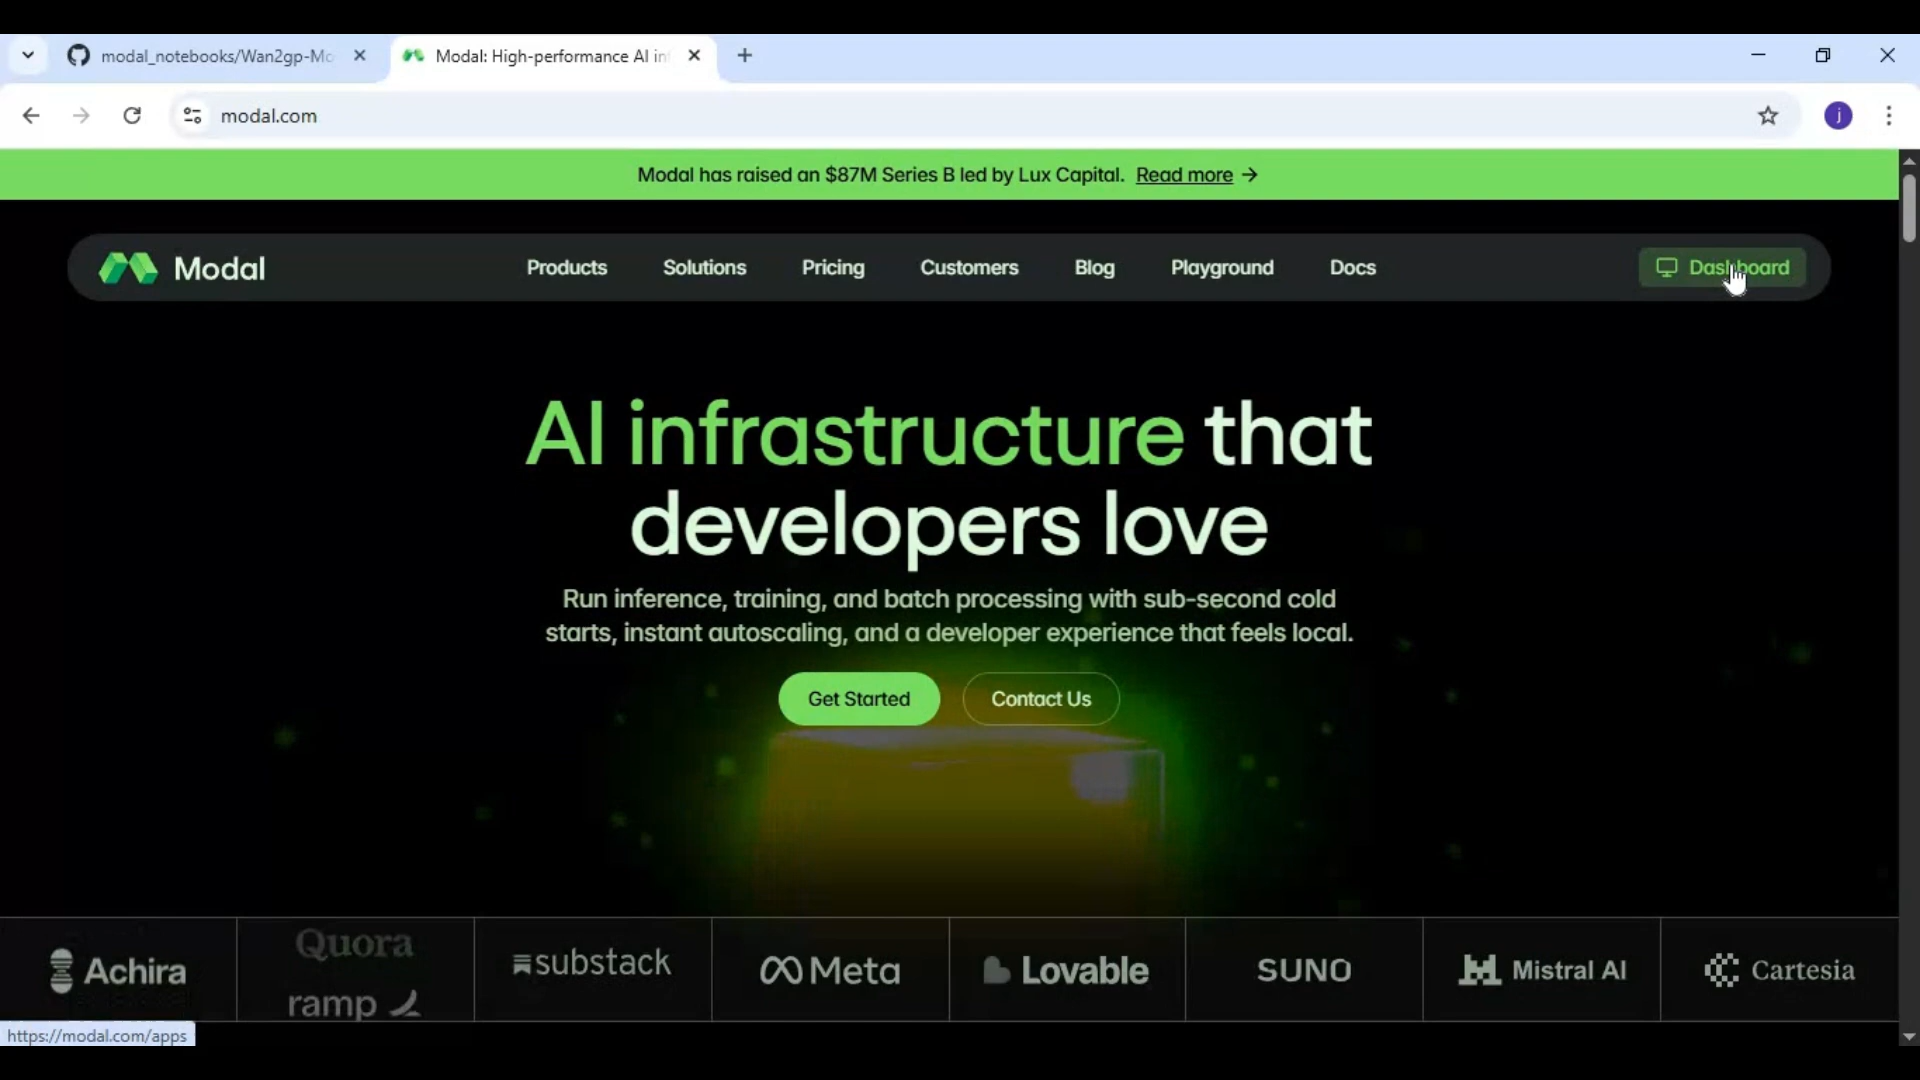 modal_notebooks/Wan2gp-Mo
Modal: High-performance AI in
modal.com
j
Modal has raised an $87M Series B led by Lux Capital. Read more →
Modal
Products
Solutions
Pricing
Customers
Blog
Playground
Docs
Dashboard
AI infrastructure that
developers love
Run inference, training, and batch processing with sub-second cold
starts, instant autoscaling, and a developer experience that feels local.
Get Started
Contact Us
Achira
Quora
ramp
substack
Meta
Lovable
SUNO
Mistral AI
Cartesia
https://modal.com/apps